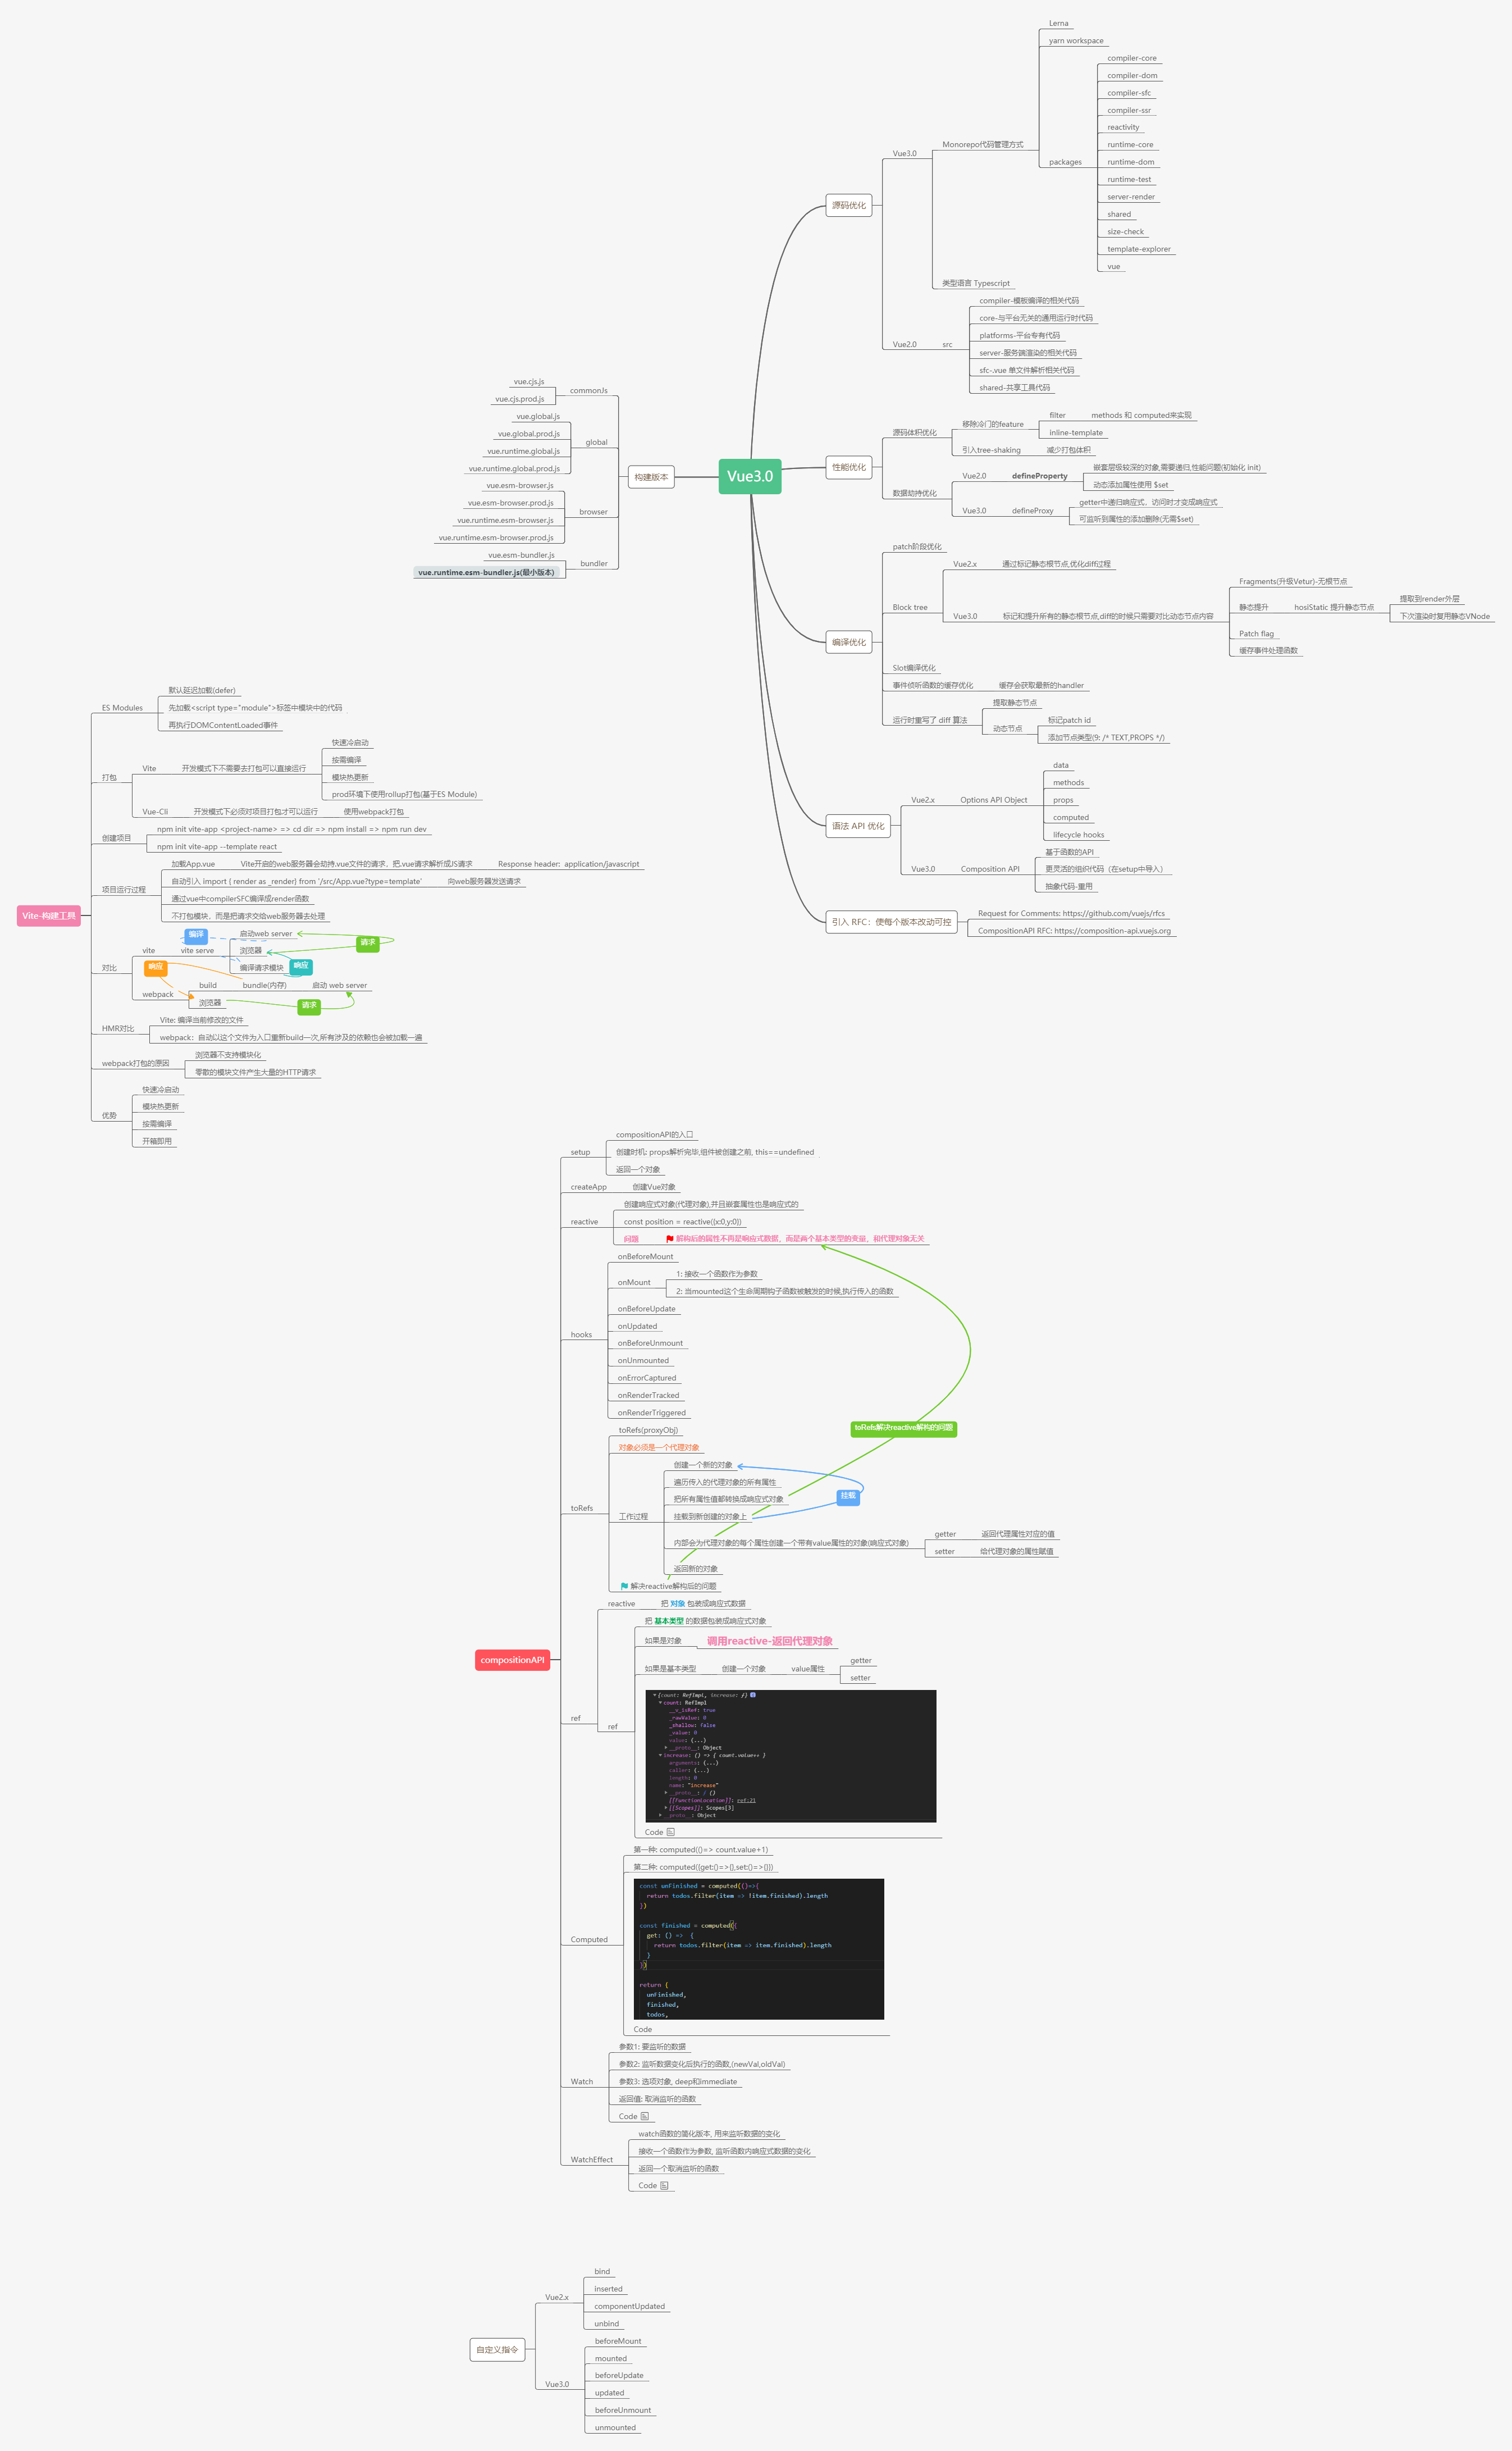 Vue3.0
源码优化
Vue3.0
Monorepo代码管理方式
Lerna
yarn workspace
packages
compiler-core
compiler-dom
compiler-sfc
compiler-ssr
reactivity
runtime-core
runtime-dom
runtime-test
server-render
shared
size-check
template-explorer
vue
类型语言 Typescript
Vue2.0
src
compiler-模板编译的相关代码
core-与平台无关的通用运行时代码
platforms-平台专有代码
server-服务端渲染的相关代码
sfc-.vue 单文件解析相关代码
shared-共享工具代码
性能优化
源码体积优化
移除冷门的feature
filter
methods 和 computed来实现
inline-template
引入tree-shaking
减少打包体积
数据劫持优化
Vue2.0
defineProperty
嵌套层级较深的对象,需要递归,性能问题(初始化 init)
动态添加属性使用 $set
Vue3.0
defineProxy
getter中递归响应式、访问时才变成响应式
可监听到属性的添加删除(无需$set)
编译优化
patch阶段优化
Block tree
Vue2.x
通过标记静态根节点,优化diff过程
Vue3.0
标记和提升所有的静态根节点,diff的时候只需要对比动态节点内容
Fragments(升级Vetur)-无根节点
静态提升
hosiStatic 提升静态节点
提取到render外层
下次渲染时复用静态VNode
Patch flag
缓存事件处理函数
Slot编译优化
事件侦听函数的缓存优化
缓存会获取最新的handler
运行时重写了 diff 算法
提取静态节点
动态节点
标记patch id
添加节点类型(9: /* TEXT,PROPS */)
语法 API 优化
Vue2.x
Options API Object
data
methods
props
computed
lifecycle hooks
Vue3.0
Composition API
基于函数的API
更灵活的组织代码（在setup中导入）
抽象代码-重用
引入 RFC：使每个版本改动可控
Request for Comments: https://github.com/vuejs/rfcs
CompositionAPI RFC: https://composition-api.vuejs.org
构建版本
commonJs
vue.cjs.js
vue.cjs.prod.js
global
vue.global.js
vue.global.prod.js
vue.runtime.global.js
vue.runtime.global.prod.js
browser
vue.esm-browser.js
vue.esm-browser.prod.js
vue.runtime.esm-browser.js
vue.runtime.esm-browser.prod.js
bundler
vue.esm-bundler.js
vue.runtime.esm-bundler.js(最小版本)
Vite-构建工具
ES Modules
默认延迟加载(defer)
先加载<script type="module">标签中模块中的代码
再执行DOMContentLoaded事件
打包
Vite
开发模式下不需要去打包可以直接运行
快速冷启动
按需编译
模块热更新
prod环境下使用rollup打包(基于ES Module)
Vue-Cli
开发模式下必须对项目打包才可以运行
使用webpack打包
创建项目
npm init vite-app <project-name> => cd dir => npm install => npm run dev
npm init vite-app --template react
项目运行过程
加载App.vue
Vite开启的web服务器会劫持.vue文件的请求、把.vue请求解析成JS请求
Response header: application/javascript
自动引入 import { render as _render} from '/src/App.vue?type=template'
向web服务器发送请求
通过vue中compilerSFC编译成render函数
不打包模块、而是把请求交给web服务器去处理
对比
vite
vite serve
启动web server
浏览器
编译请求模块
编译
请求
响应
响应
webpack
build
bundle(内存)
启动 web server
浏览器
请求
HMR对比
Vite: 编译当前修改的文件
webpack：自动以这个文件为入口重新build一次,所有涉及的依赖也会被加载一遍
webpack打包的原因
浏览器不支持模块化
零散的模块文件产生大量的HTTP请求
优势
快速冷启动
模块热更新
按需编译
开箱即用
compositionAPI
setup
compositionAPI的入口
创建时机: props解析完毕,组件被创建之前, this==undefined
返回一个对象
createApp
创建Vue对象
reactive
创建响应式对象(代理对象),并且嵌套属性也是响应式的
const position = reactive({x:0,y:0})
问题
解构后的属性不再是响应式数据，而是两个基本类型的变量，和代理对象无关
hooks
onBeforeMount
onMount
1: 接收一个函数作为参数
2: 当mounted这个生命周期钩子函数被触发的时候,执行传入的函数
onBeforeUpdate
onUpdated
onBeforeUnmount
onUnmounted
onErrorCaptured
onRenderTracked
onRenderTriggered
toRefs
toRefs(proxyObj)
对象必须是一个代理对象
工作过程
创建一个新的对象
遍历传入的代理对象的所有属性
把所有属性值都转换成响应式对象
挂载到新创建的对象上
内部会为代理对象的每个属性创建一个带有value属性的对象(响应式对象)
getter
返回代理属性对应的值
setter
给代理对象的属性赋值
返回新的对象
解决reactive解构后的问题
toRefs解决reactive解构的问题
挂载
ref
reactive
把 对象 包装成响应式数据
ref
把 基本类型 的数据包装成响应式对象
如果是对象
调用reactive-返回代理对象
如果是基本类型
创建一个对象
value属性
getter
setter
{count: RefImpl, increase: ƒ}
count: RefImpl
__v_isRef: true
_rawValue: 0
_shallow: false
_value: 0
value: (...)
__proto__: Object
increase: () => { count.value++ }
arguments: (...)
caller: (...)
length: 0
name: "increase"
__proto__: ƒ ()
[[FunctionLocation]]: ref:21
[[Scopes]]: Scopes[3]
__proto__: Object
Code
Computed
第一种: computed(()=> count.value+1)
第二种: computed({get:()=>{},set:()=>{}})
const unFinished = computed(()=>{
return todos.filter(item => !item.finished).length
})
const finished = computed({
get: () => {
return todos.filter(item => item.finished).length
}
})
return {
unFinished,
finished,
todos,
Code
Watch
参数1: 要监听的数据
参数2: 监听数据变化后执行的函数,(newVal,oldVal)
参数3: 选项对象, deep和immediate
返回值: 取消监听的函数
Code
WatchEffect
watch函数的简化版本, 用来监听数据的变化
接收一个函数作为参数, 监听函数内响应式数据的变化
返回一个取消监听的函数
Code
自定义指令
Vue2.x
bind
inserted
componentUpdated
unbind
Vue3.0
beforeMount
mounted
beforeUpdate
updated
beforeUnmount
unmounted